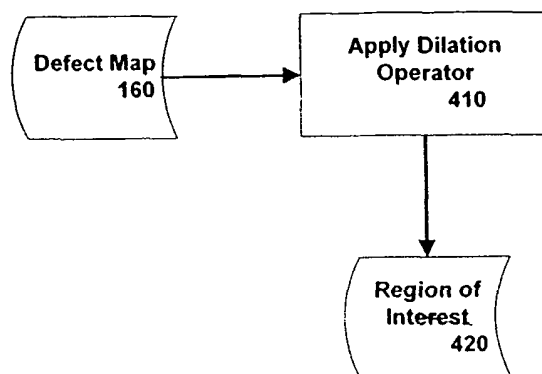 Defect Map
160
Apply Dilation
Operator
410
Region of
Interest
420